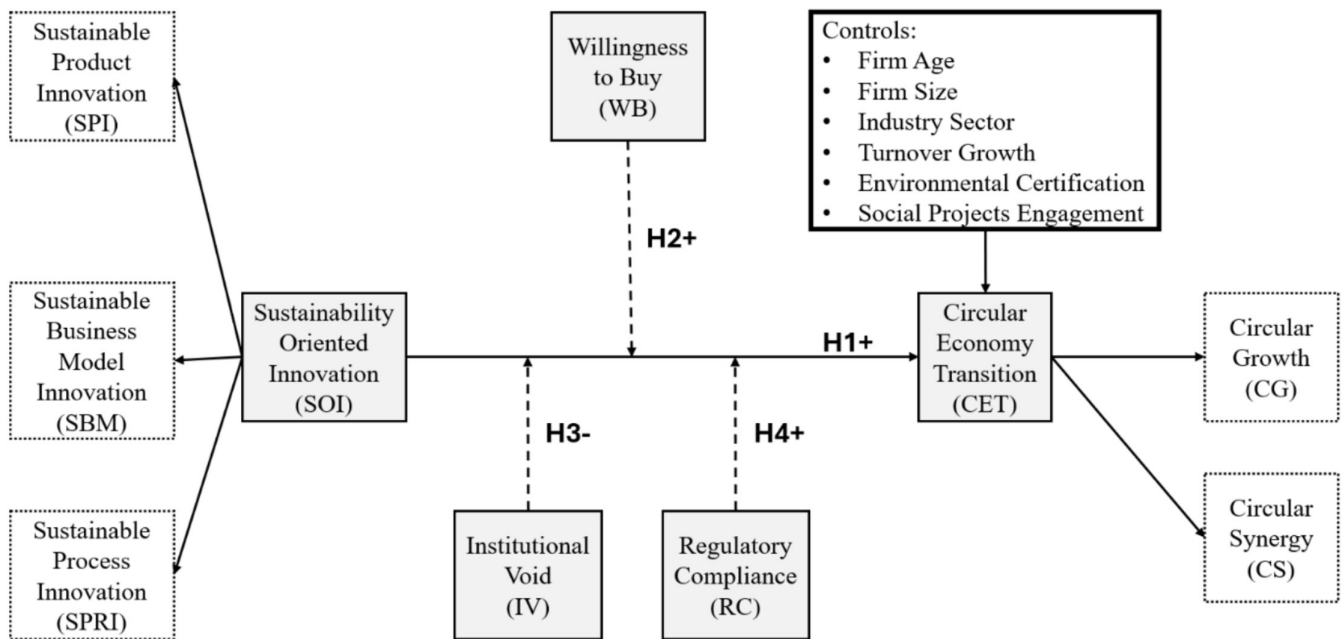 Sustainable
Product
Innovation
(SPI)
Willingness
to Buy
(WB)
Controls:
• Firm Age
• Firm Size
• Industry Sector
• Turnover Growth
• Environmental Certification
• Social Projects Engagement
H2+
Sustainable
Business
Model
Innovation
(SBM)
Sustainability
Oriented
Innovation
(SOI)
H1+
Circular
Economy
Transition
(CET)
Circular
Growth
(CG)
H3-
H4+
Sustainable
Process
Innovation
(SPRI)
Institutional
Void
(IV)
Regulatory
Compliance
(RC)
Circular
Synergy
(CS)